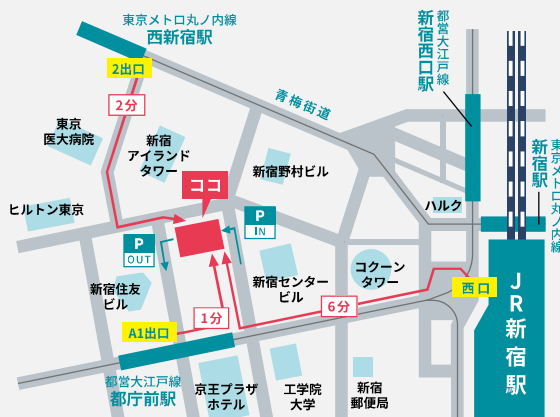 東京メトロ丸ノ内線
西新宿駅
2出口
2分
東京
医大病院
新宿
アイランド
タワー
青梅街道
都営大江戸線
新宿西口駅
東京メトロ丸ノ内線
新宿駅
新宿野村ビル
ハルク
ヒルトン東京
ココ
P
IN
P
OUT
新宿住友
ビル
新宿センター
ビル
コクーン
タワー
西口
JR新宿駅
1分
6分
A1出口
都営大江戸線
都庁前駅
京王プラザ
ホテル
工学院
大学
新宿
郵便局